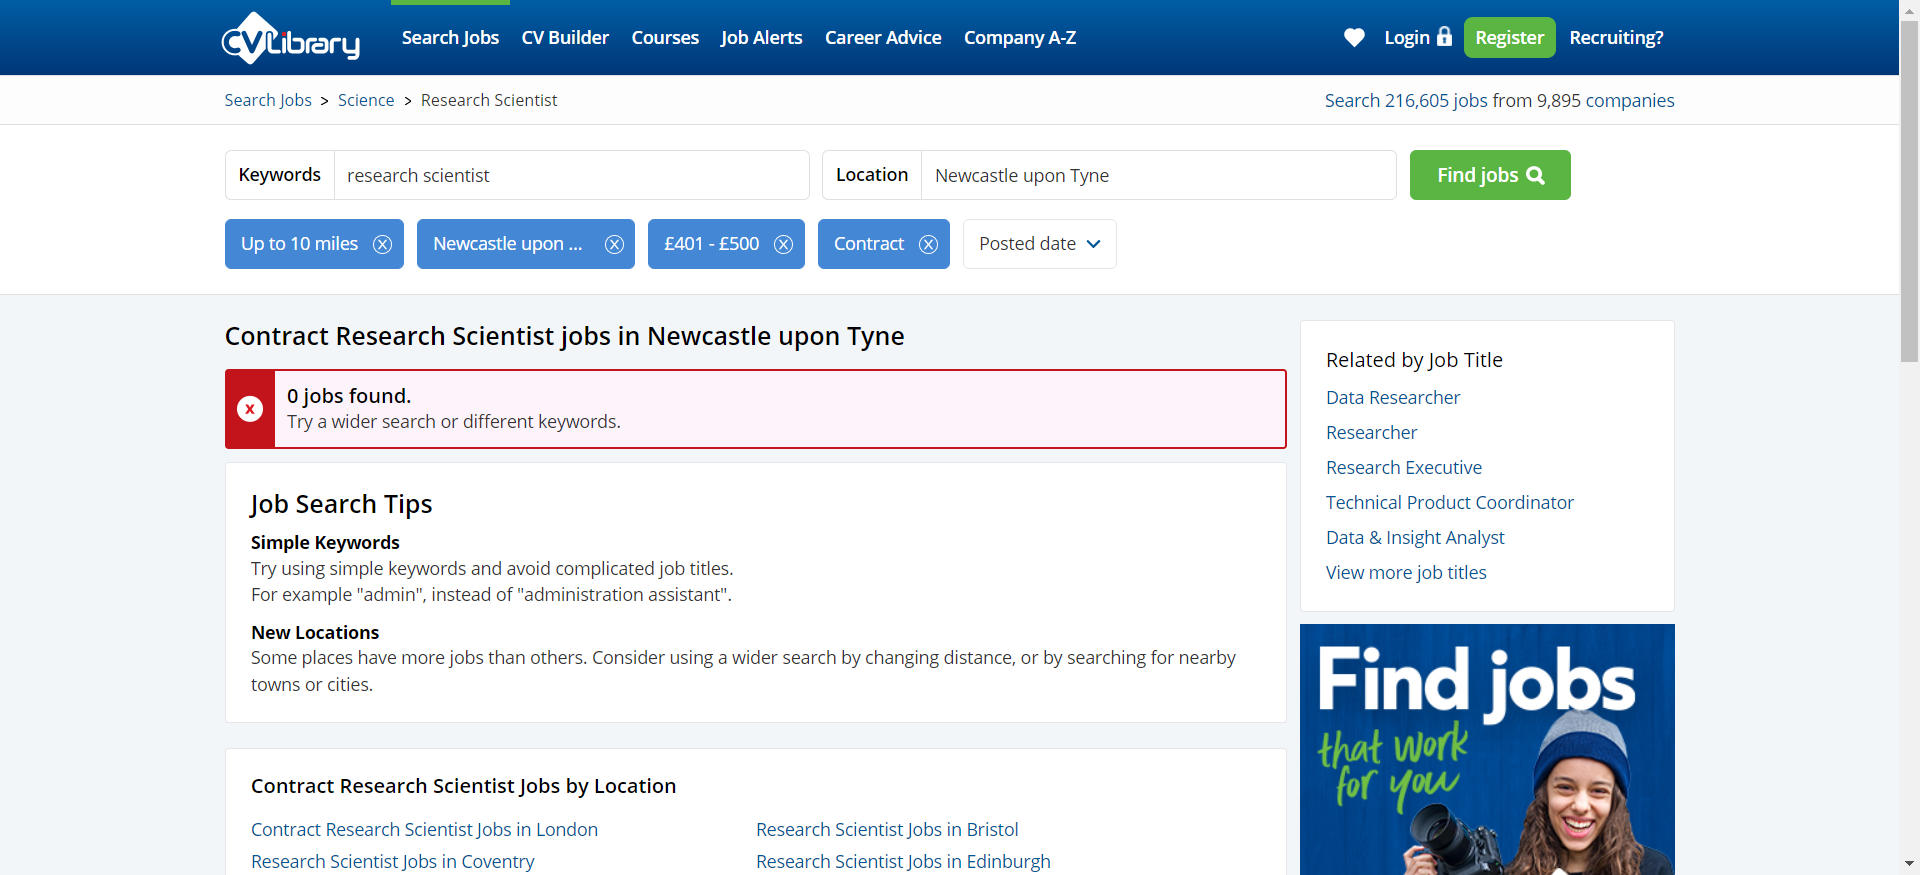 CVLibrary
Search Jobs
CV Builder
Courses
Job Alerts
Career Advice
Company A-Z
Login
Register
Recruiting?
Search Jobs > Science > Research Scientist
Search 216,605 jobs from 9,895 companies
Keywords
research scientist
Location
Newcastle upon Tyne
Find jobs
Up to 10 miles
Newcastle upon ...
£401 - £500
Contract
Posted date
Contract Research Scientist jobs in Newcastle upon Tyne
0 jobs found.
Try a wider search or different keywords.
Job Search Tips
Simple Keywords
Try using simple keywords and avoid complicated job titles.
For example "admin", instead of "administration assistant".
New Locations
Some places have more jobs than others. Consider using a wider search by changing distance, or by searching for nearby
towns or cities.
Contract Research Scientist Jobs by Location
Contract Research Scientist Jobs in London
Research Scientist Jobs in Bristol
Research Scientist Jobs in Coventry
Research Scientist Jobs in Edinburgh
Related by Job Title
Data Researcher
Researcher
Research Executive
Technical Product Coordinator
Data & Insight Analyst
View more job titles
Find jobs
that work
for you